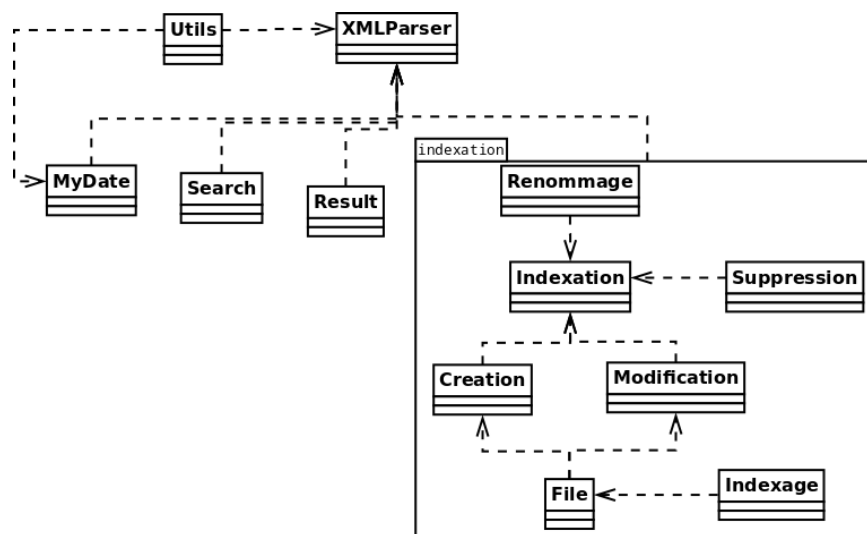 Utils
XMLParser
MyDate
Search
Result
indexation
Renommage
Indexation
Suppression
Creation
Modification
File
Indexage